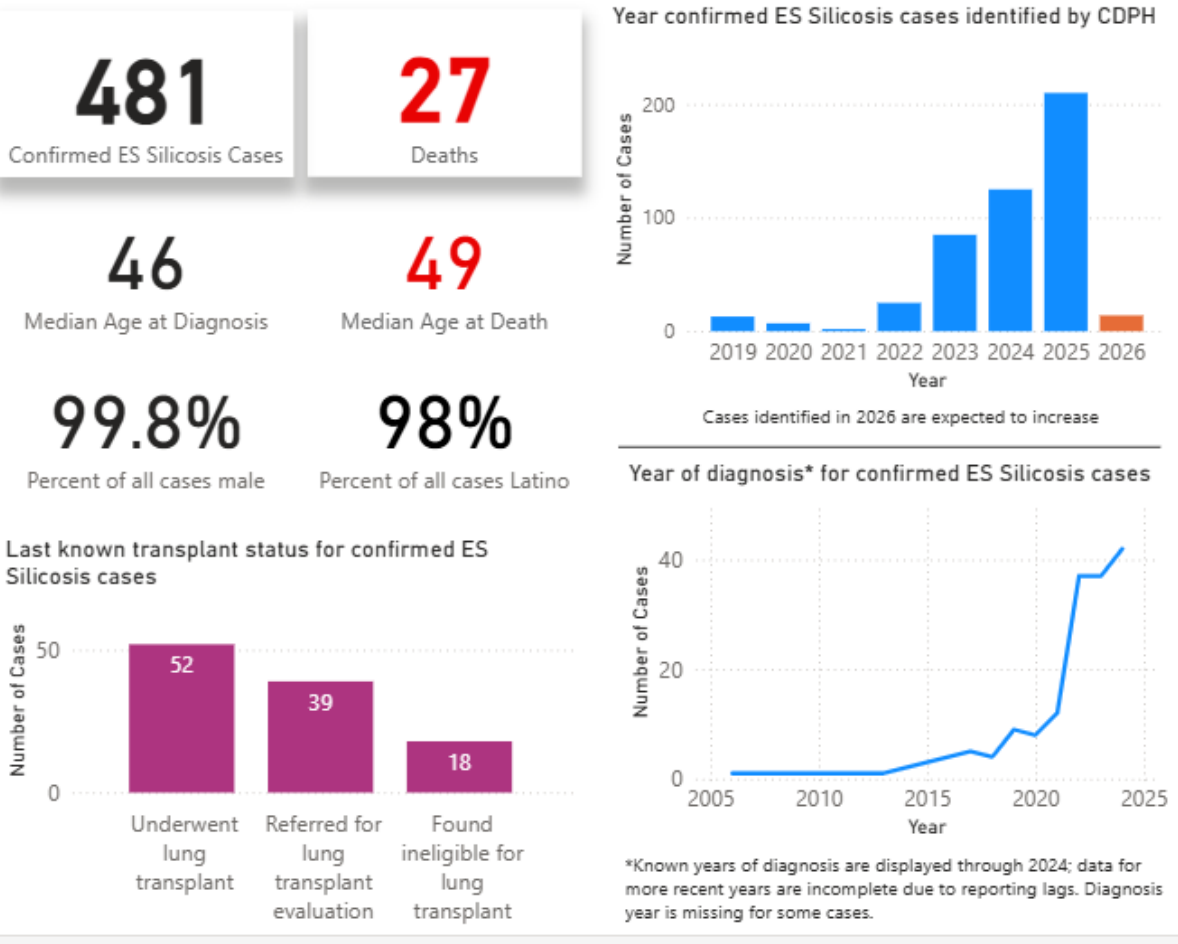 481
Confirmed ES Silicosis Cases
27
Deaths
46
Median Age at Diagnosis
49
Median Age at Death
99.8%
Percent of all cases male
98%
Percent of all cases Latino
Last known transplant status for confirmed ES
Silicosis cases
Number of Cases
50
0
52
39
18
Underwent
lung
transplant
Referred for
lung
transplant
evaluation
Found
ineligible for
lung
transplant
Year confirmed ES Silicosis cases identified by CDPH
Number of Cases
200
100
0
2019 2020 2021 2022 2023 2024 2025 2026
Year
Cases identified in 2026 are expected to increase
Year of diagnosis* for confirmed ES Silicosis cases
Number of Cases
40
20
0
2005 2010 2015 2020 2025
Year
*Known years of diagnosis are displayed through 2024; data for
more recent years are incomplete due to reporting lags. Diagnosis
year is missing for some cases.